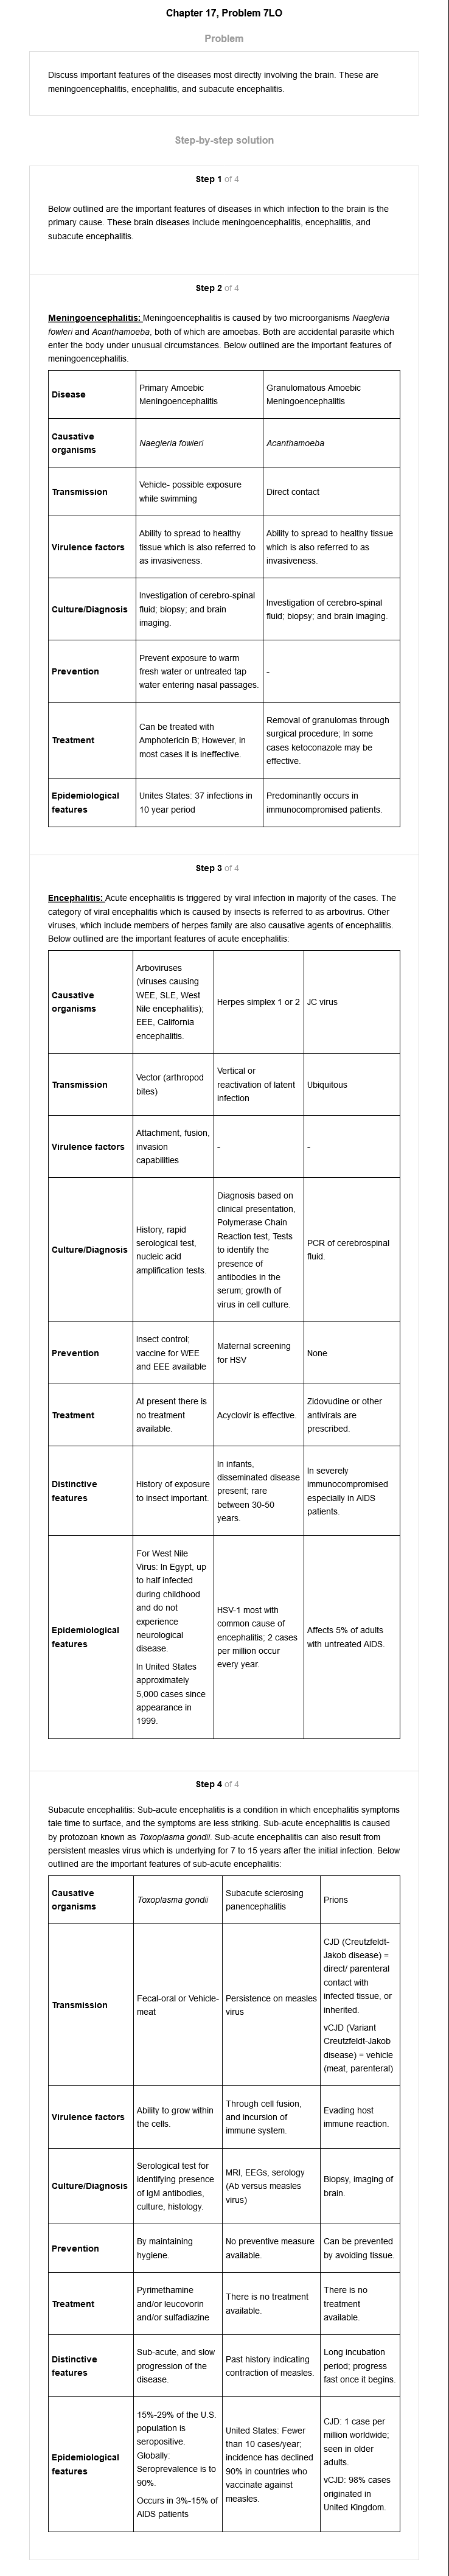 Chapter 17, Problem 7LO
Problem
Discuss important features of the diseases most directly involving the brain. These are
meningoencephalitis, encephalitis, and subacute encephalitis.
Step-by-step solution
Step 1 of 4
Below outlined are the important features of diseases in which infection to the brain is the
primary cause. These brain diseases include meningoencephalitis, encephalitis, and
subacute encephalitis.
Step 2 of 4
Meningoencephalitis: Meningoencephalitis is caused by two microorganisms Naegleria
fowleri and Acanthamoeba, both of which are amoebas. Both are accidental parasite which
enter the body under unusual circumstances. Below outlined are the important features of
meningoencephalitis.
Disease
Primary Amoebic
Meningoencephalitis
Granulomatous Amoebic
Meningoencephalitis
Causative
organisms
Naegleria fowleri
Acanthamoeba
Transmission
Vehicle- possible exposure
while swimming
Direct contact
Virulence factors
Ability to spread to healthy
tissue which is also referred to
as invasiveness.
Ability to spread to healthy tissue
which is also referred to as
invasiveness.
Culture/Diagnosis
Investigation of cerebro-spinal
fluid; biopsy; and brain
imaging.
Investigation of cerebro-spinal
fluid; biopsy; and brain imaging.
Prevention
Prevent exposure to warm
fresh water or untreated tap
water entering nasal passages.
-
Treatment
Can be treated with
Amphotericin B; However, in
most cases it is ineffective.
Removal of granulomas through
surgical procedure; In some
cases ketoconazole may be
effective.
Epidemiological
features
Unites States: 37 infections in
10 year period
Predominantly occurs in
immunocompromised patients.
Step 3 of 4
Encephalitis: Acute encephalitis is triggered by viral infection in majority of the cases. The
category of viral encephalitis which is caused by insects is referred to as arbovirus. Other
viruses, which include members of herpes family are also causative agents of encephalitis.
Below outlined are the important features of acute encephalitis:
Causative
organisms
Arboviruses
(viruses causing
WEE, SLE, West
Nile encephalitis);
EEE, California
encephalitis.
Herpes simplex 1 or 2
JC virus
Transmission
Vector (arthropod
bites)
Vertical or
reactivation of latent
infection
Ubiquitous
Virulence factors
Attachment, fusion,
invasion
capabilities
-
-
Culture/Diagnosis
History, rapid
serological test,
nucleic acid
amplification tests.
Diagnosis based on
clinical presentation,
Polymerase Chain
Reaction test, Tests
to identify the
presence of
antibodies in the
serum; growth of
virus in cell culture.
PCR of cerebrospinal
fluid.
Prevention
Insect control;
vaccine for WEE
and EEE available
Maternal screening
for HSV
None
Treatment
At present there is
no treatment
available.
Acyclovir is effective.
Zidovudine or other
antivirals are
prescribed.
Distinctive
features
History of exposure
to insect important.
In infants,
disseminated disease
present; rare
between 30-50
years.
In severely
immunocompromised
especially in AIDS
patients.
Epidemiological
features
For West Nile
Virus: In Egypt, up
to half infected
during childhood
and do not
experience
neurological
disease.
In United States
approximately
5,000 cases since
appearance in
1999.
HSV-1 most with
common cause of
encephalitis; 2 cases
per million occur
every year.
Affects 5% of adults
with untreated AIDS.
Step 4 of 4
Subacute encephalitis: Sub-acute encephalitis is a condition in which encephalitis symptoms
tale time to surface, and the symptoms are less striking. Sub-acute encephalitis is caused
by protozoan known as Toxoplasma gondii. Sub-acute encephalitis can also result from
persistent measles virus which is underlying for 7 to 15 years after the initial infection. Below
outlined are the important features of sub-acute encephalitis:
Causative
organisms
Toxoplasma gondii
Subacute sclerosing
panencephalitis
Prions
Transmission
Fecal-oral or Vehicle-
meat
Persistence on measles
virus
CJD (Creutzfeldt-
Jakob disease) =
direct/ parenteral
contact with
infected tissue, or
inherited.
vCJD (Variant
Creutzfeldt-Jakob
disease) = vehicle
(meat, parenteral)
Virulence factors
Ability to grow within
the cells.
Through cell fusion,
and incursion of
immune system.
Evading host
immune reaction.
Culture/Diagnosis
Serological test for
identifying presence
of IgM antibodies,
culture, histology.
MRI, EEGs, serology
(Ab versus measles
virus)
Biopsy, imaging of
brain.
Prevention
By maintaining
hygiene.
No preventive measure
available.
Can be prevented
by avoiding tissue.
Treatment
Pyrimethamine
and/or leucovorin
and/or sulfadiazine
There is no treatment
available.
There is no
treatment
available.
Distinctive
features
Sub-acute, and slow
progression of the
disease.
Past history indicating
contraction of measles.
Long incubation
period; progress
fast once it begins.
Epidemiological
features
15%-29% of the U.S.
population is
seropositive.
Globally:
Seroprevalence is to
90%.
Occurs in 3%-15% of
AIDS patients
United States: Fewer
than 10 cases/year;
incidence has declined
90% in countries who
vaccinate against
measles.
CJD: 1 case per
million worldwide;
seen in older
adults.
vCJD: 98% cases
originated in
United Kingdom.